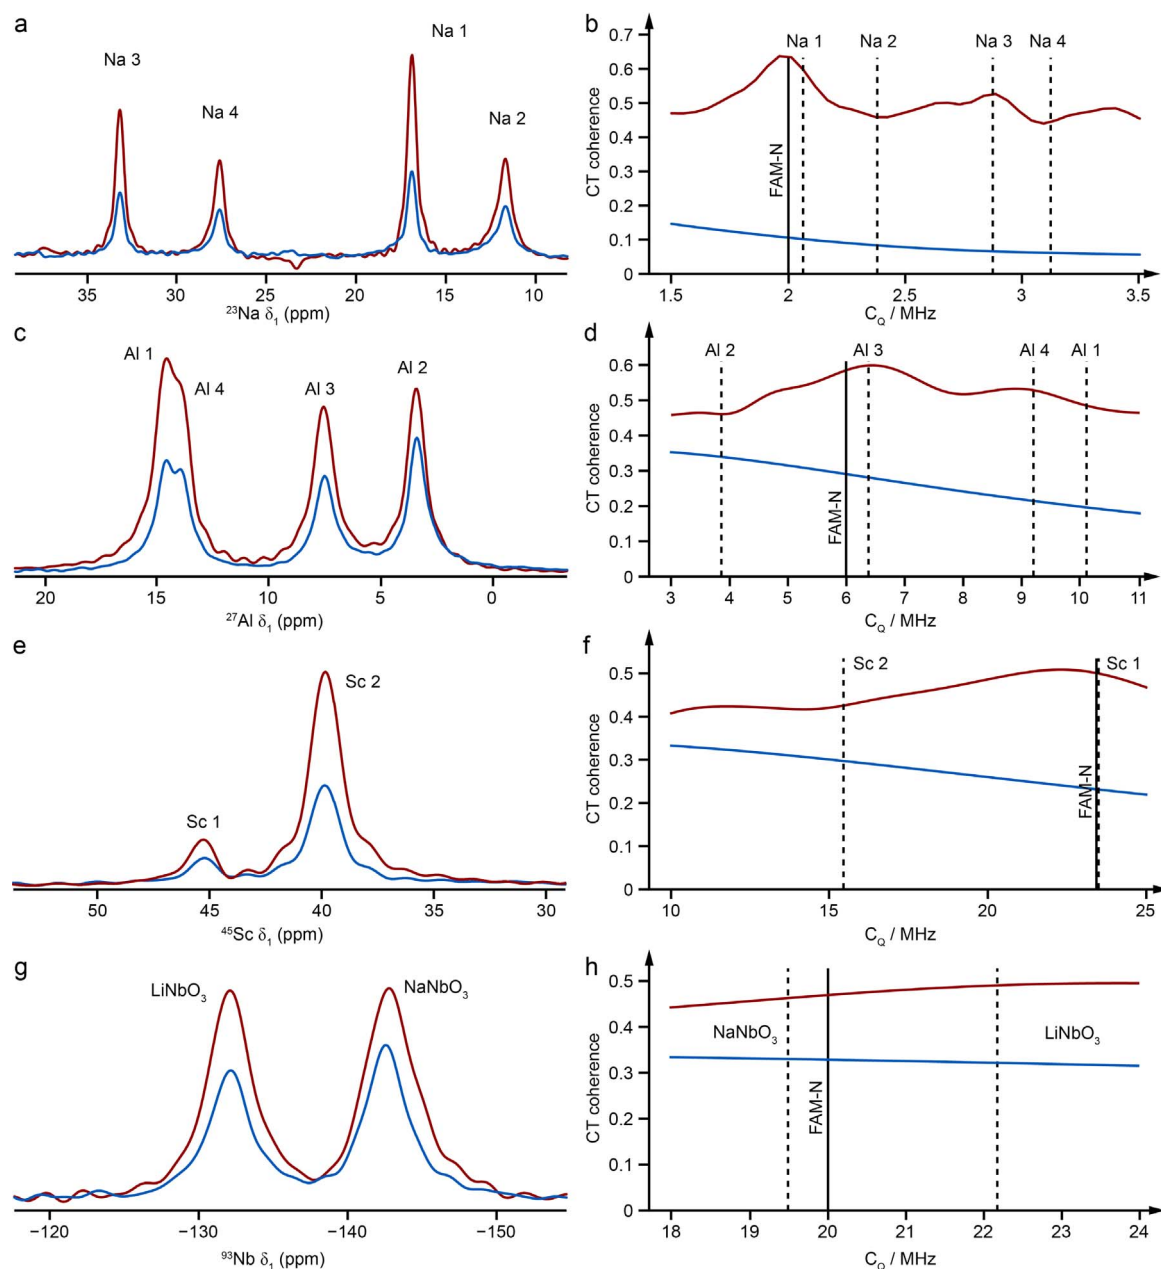 a
Na 3
Na 4
Na 1
Na 2
35 30 25 20 15 10
²³Na δ₁ (ppm)
b
0.7
0.6
0.5
0.4
0.3
0.2
0.1
0
CT coherence
Na 1 Na 2 Na 3 Na 4
FAM-N
1.5 2 2.5 3 3.5
C_Q / MHz
c
Al 1
Al 4
Al 3
Al 2
20 15 10 5 0
²⁷Al δ₁ (ppm)
d
0.6
0.5
0.4
0.3
0.2
0.1
0
CT coherence
Al 2 Al 3 Al 4 Al 1
FAM-N
3 4 5 6 7 8 9 10 11
C_Q / MHz
e
Sc 2
Sc 1
50 45 40 35 30
⁴⁵Sc δ₁ (ppm)
f
0.5
0.4
0.3
0.2
0.1
0
CT coherence
Sc 2 Sc 1
FAM-N
10 15 20 25
C_Q / MHz
g
LiNbO₃ NaNbO₃
−120 −130 −140 −150
⁹³Nb δ₁ (ppm)
h
0.5
0.4
0.3
0.2
0.1
0
CT coherence
NaNbO₃ LiNbO₃
FAM-N
18 19 20 21 22 23 24
C_Q / MHz